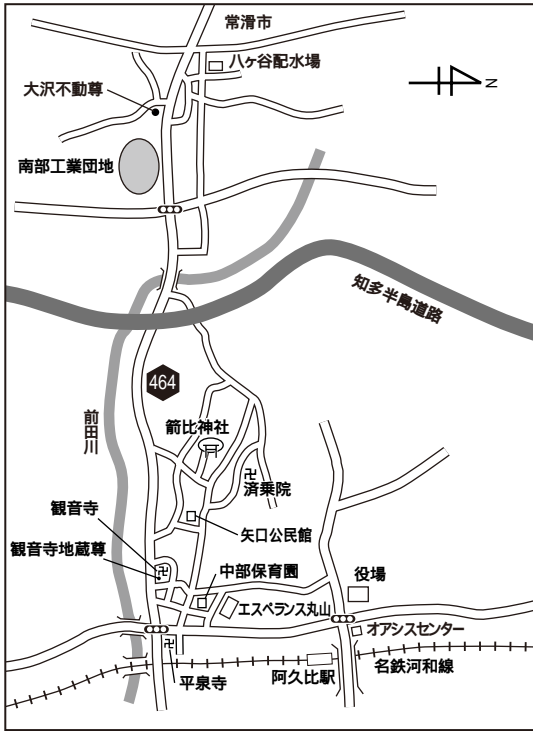 常滑市
八ヶ谷配水場
大沢不動尊
N
南部工業団地
知多半島道路
464
前田川
箭比神社
済乗院
観音寺
矢口公民館
観音寺地蔵尊
中部保育園
役場
エスペランス丸山
オアシスセンター
平泉寺
阿久比駅
名鉄河和線